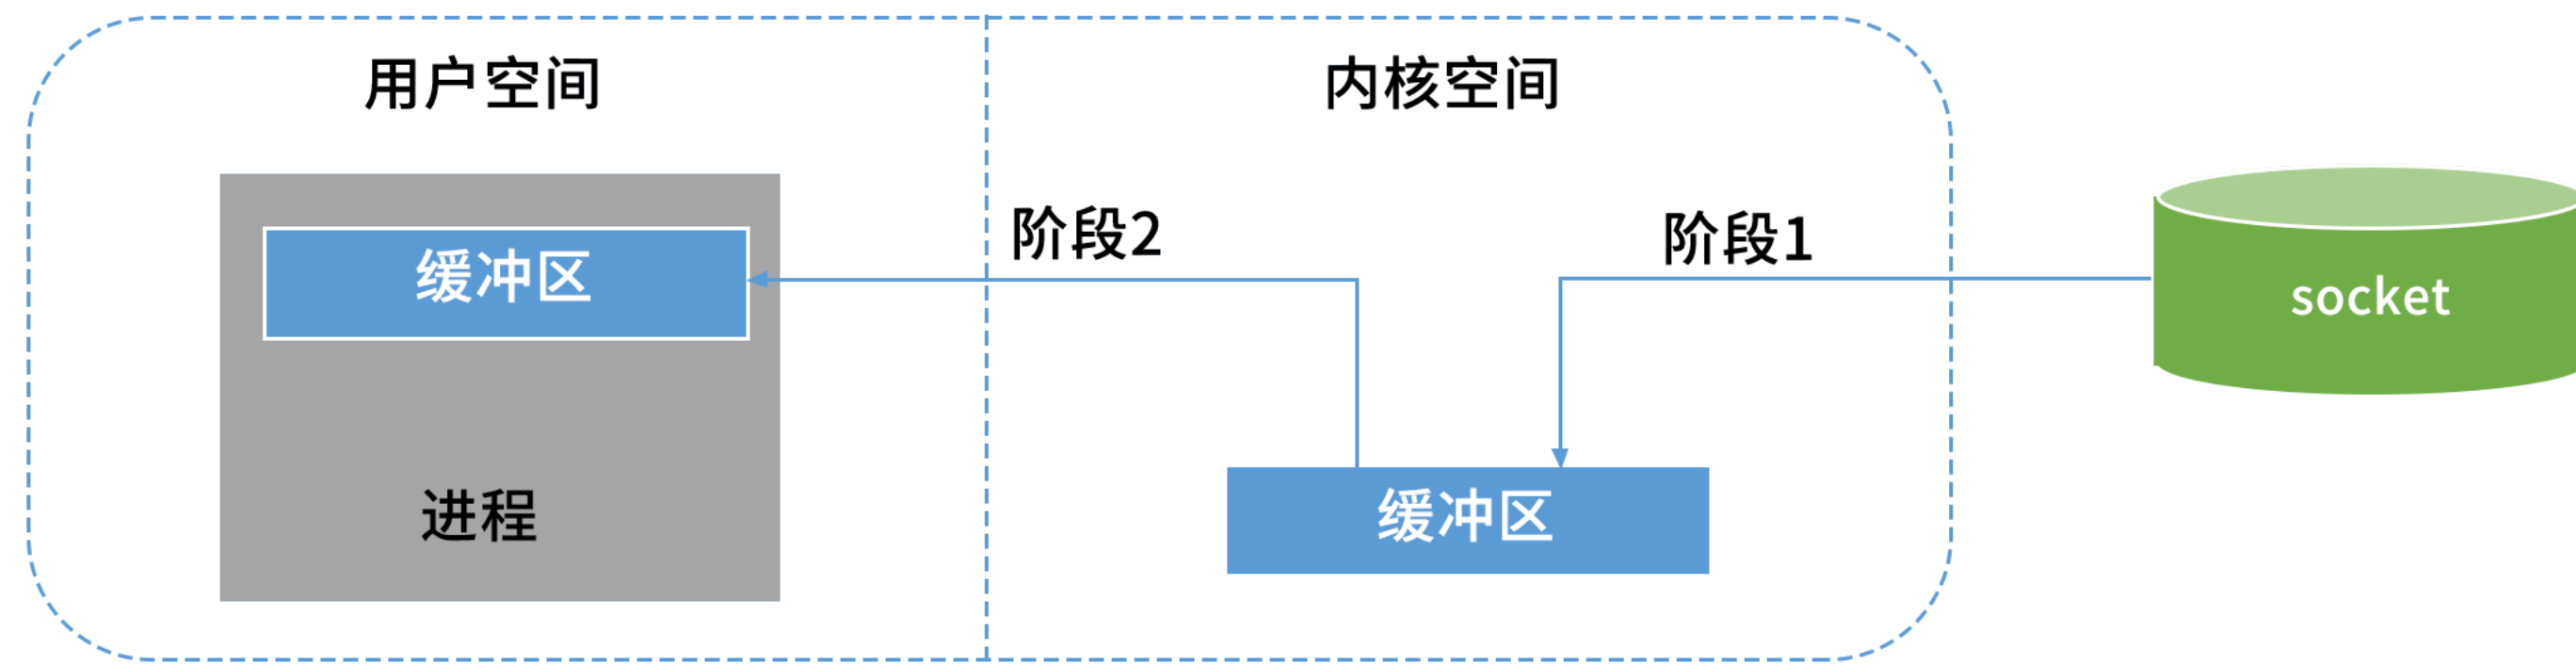 用户空间
内核空间
阶段2
阶段1
缓冲区
socket
进程
缓冲区